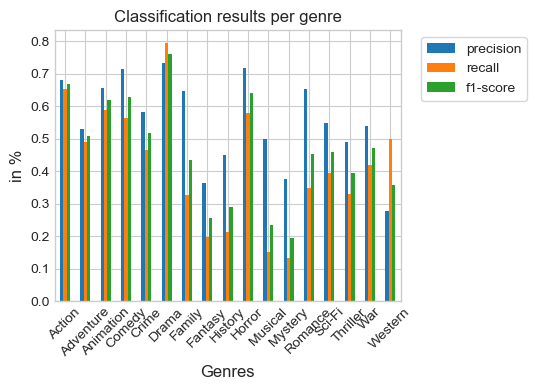 Classification results per genre
precision
recall
f1-score
in %
0.8
0.7
0.6
0.5
0.4
0.3
0.2
0.1
0.0
Action
Adventure
Animation
Comedy
Crime
Drama
Family
Fantasy
History
Horror
Musical
Mystery
Romance
Sci-Fi
Thriller
War
Western
Genres